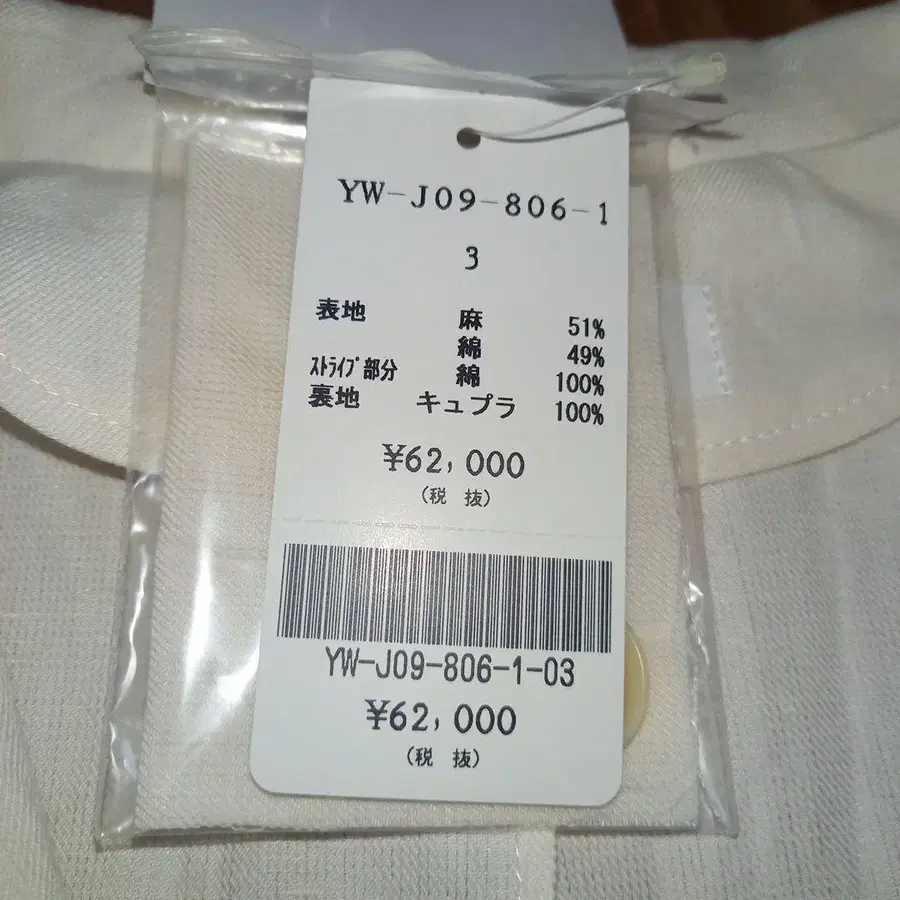 YW-J09-806-1
3
表地 麻 51%
綿 49%
ｽﾄﾗｲﾌﾟ部分 綿 100%
裏地 キュプラ 100%
¥62,000
(税 抜)
YW-J09-806-1-03
¥62,000
(税 抜)